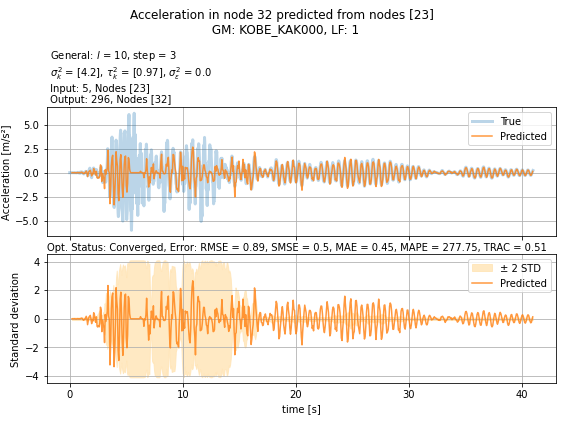 Acceleration in node 32 predicted from nodes [23]
GM: KOBE_KAK000, LF: 1
General: l = 10, step = 3
σ²ₖ = [4.2], τ²ₖ = [0.97], σ²ε = 0.0
Input: 5, Nodes [23]
Output: 296, Nodes [32]
Acceleration [m/s²]
5.0
2.5
0.0
−2.5
−5.0
True
Predicted
Opt. Status: Converged, Error: RMSE = 0.89, SMSE = 0.5, MAE = 0.45, MAPE = 277.75, TRAC = 0.51
Standard deviation
4
2
0
−2
−4
± 2 STD
Predicted
0
10
20
30
40
time [s]